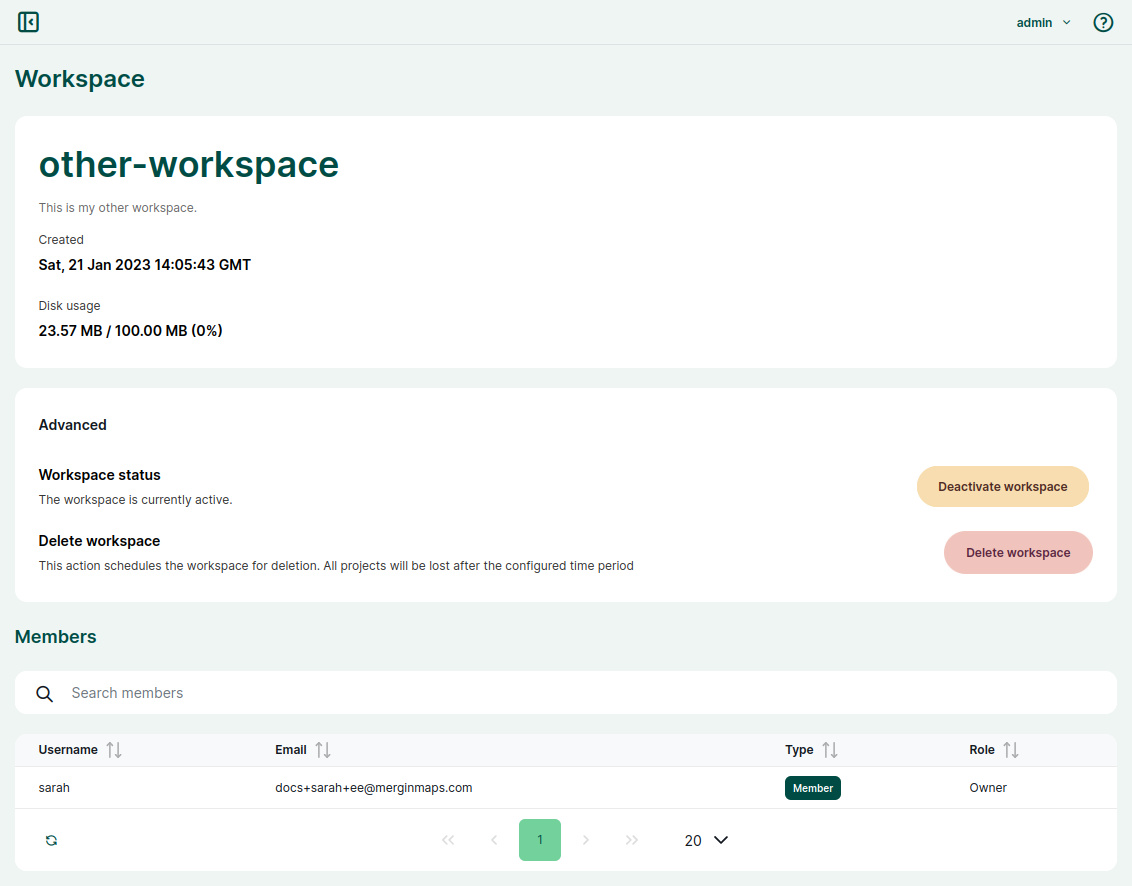 admin
Workspace
other-workspace
This is my other workspace.
Created
Sat, 21 Jan 2023 14:05:43 GMT
Disk usage
23.57 MB / 100.00 MB (0%)
Advanced
Workspace status
The workspace is currently active.
Deactivate workspace
Delete workspace
This action schedules the workspace for deletion. All projects will be lost after the configured time period
Delete workspace
Members
Search members
Username Email Type Role
sarah docs+sarah+ee@merginmaps.com Member Owner
1 20